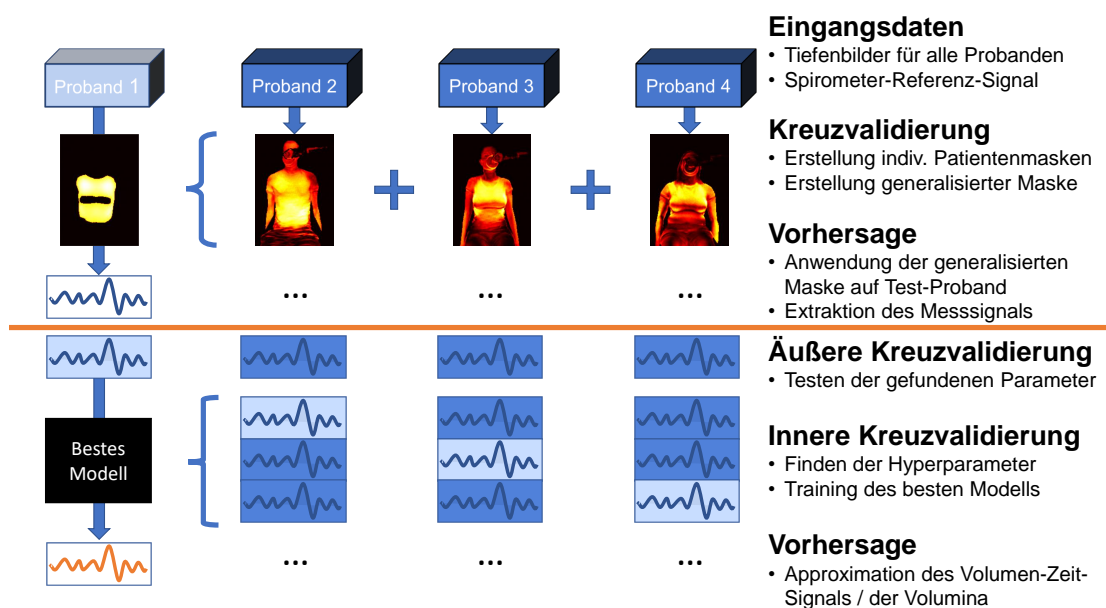 Proband 1
Proband 2
Proband 3
Proband 4
...
...
...
Bestes
Modell
...
...
...
Eingangsdaten
• Tiefenbilder für alle Probanden
• Spirometer-Referenz-Signal
Kreuzvalidierung
• Erstellung indiv. Patientenmasken
• Erstellung generalisierter Maske
Vorhersage
• Anwendung der generalisierten
Maske auf Test-Proband
• Extraktion des Messsignals
Äußere Kreuzvalidierung
• Testen der gefundenen Parameter
Innere Kreuzvalidierung
• Finden der Hyperparameter
• Training des besten Modells
Vorhersage
• Approximation des Volumen-Zeit-
Signals / der Volumina